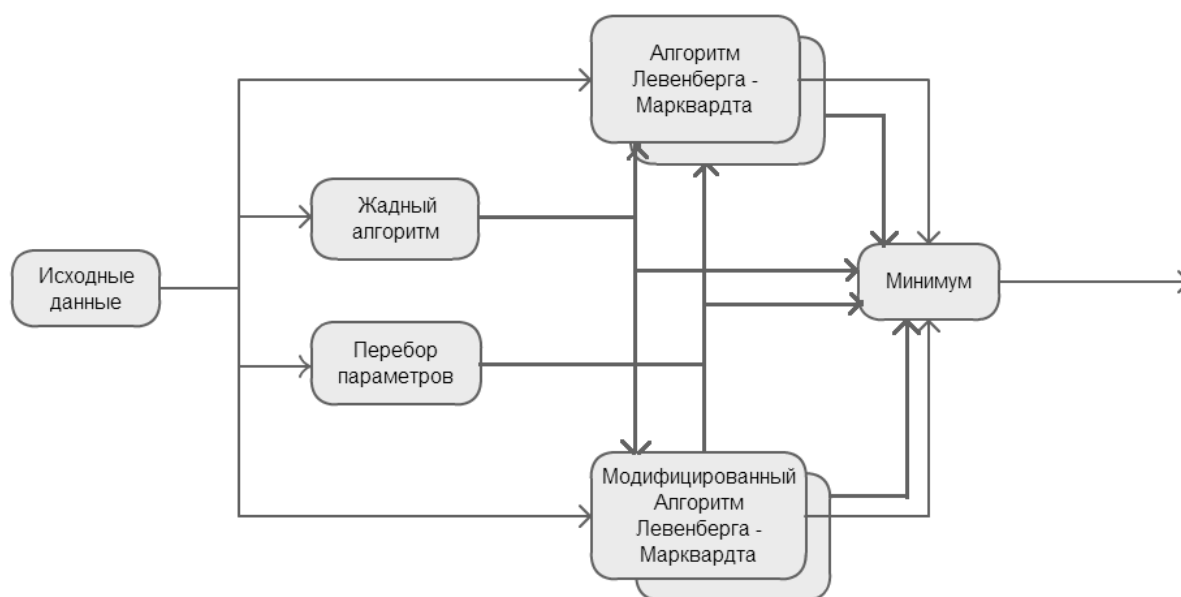 Алгоритм
Левенберга -
Марквардта
Жадный
алгоритм
Исходные
данные
Минимум
Перебор
параметров
Модифицированный
Алгоритм
Левенберга -
Марквардта